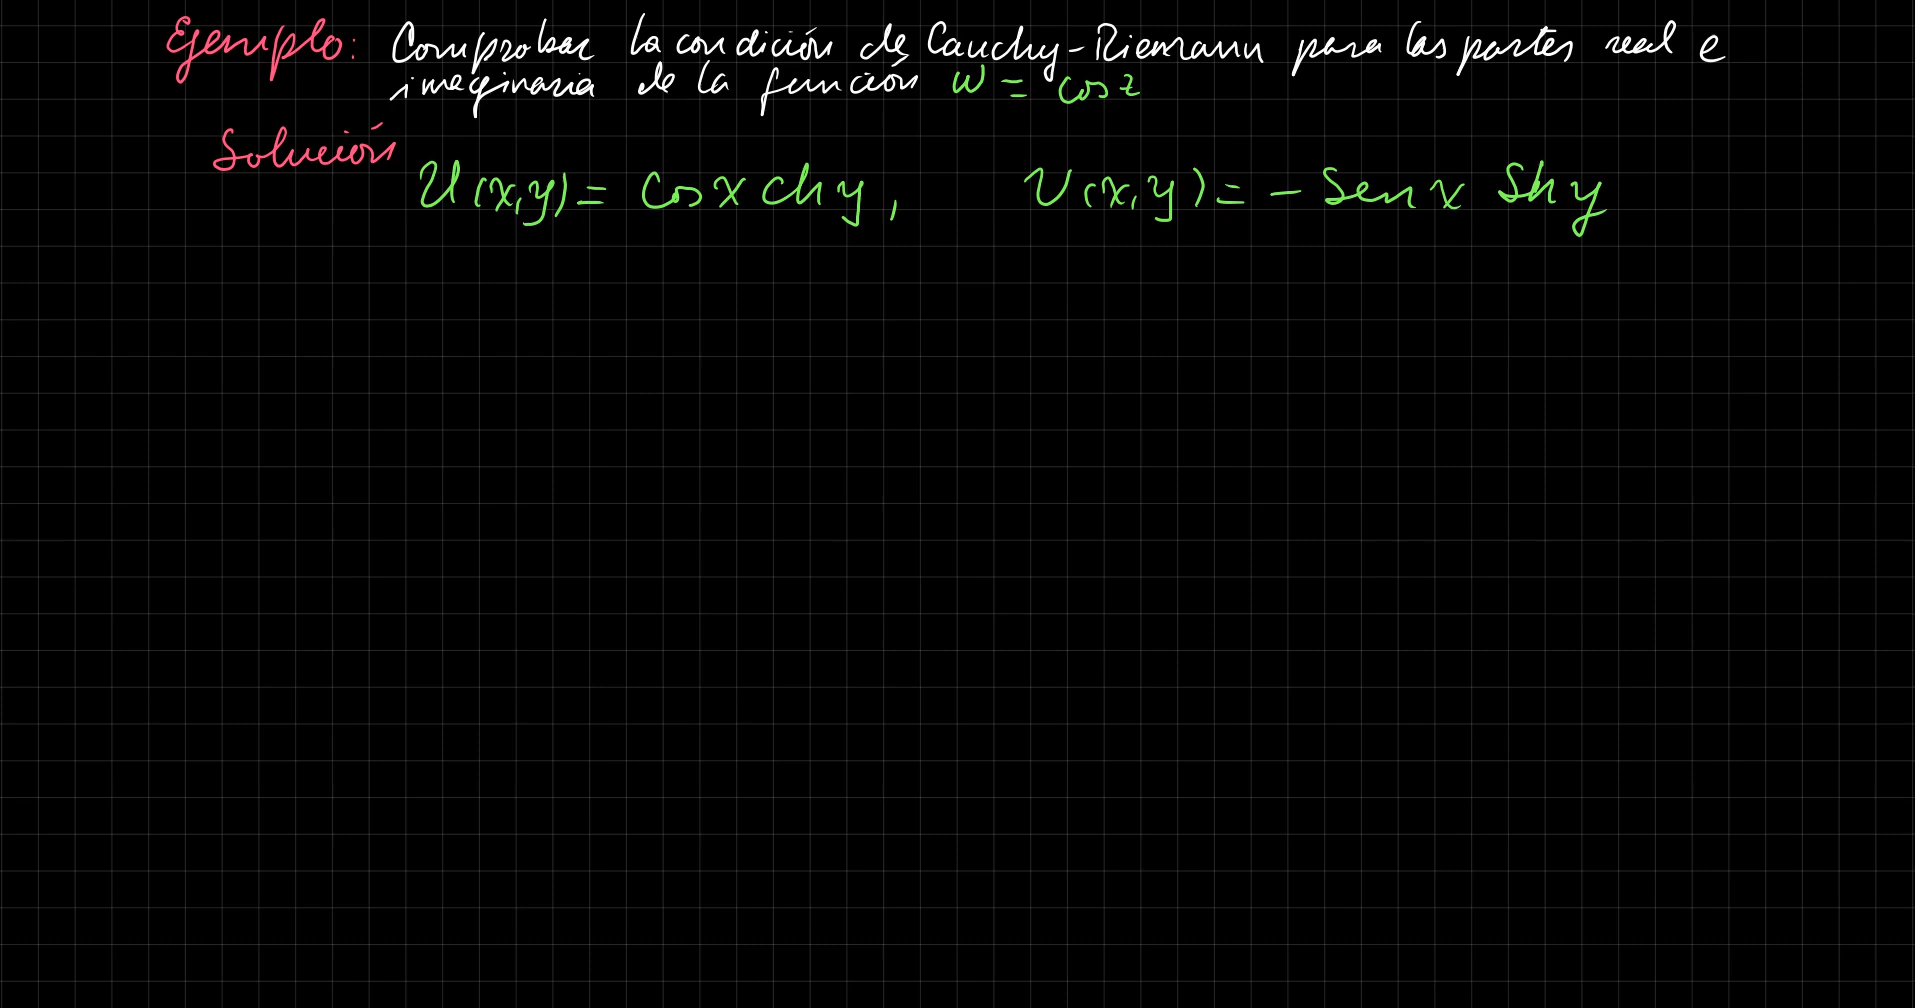 Ejemplo: Comprobar la condición de Cauchy-Riemann para las partes real e
imaginaria de la función w = cos z
Solución
U(x,y) = Cos x ch y, V(x,y) = - Sen x Sh y